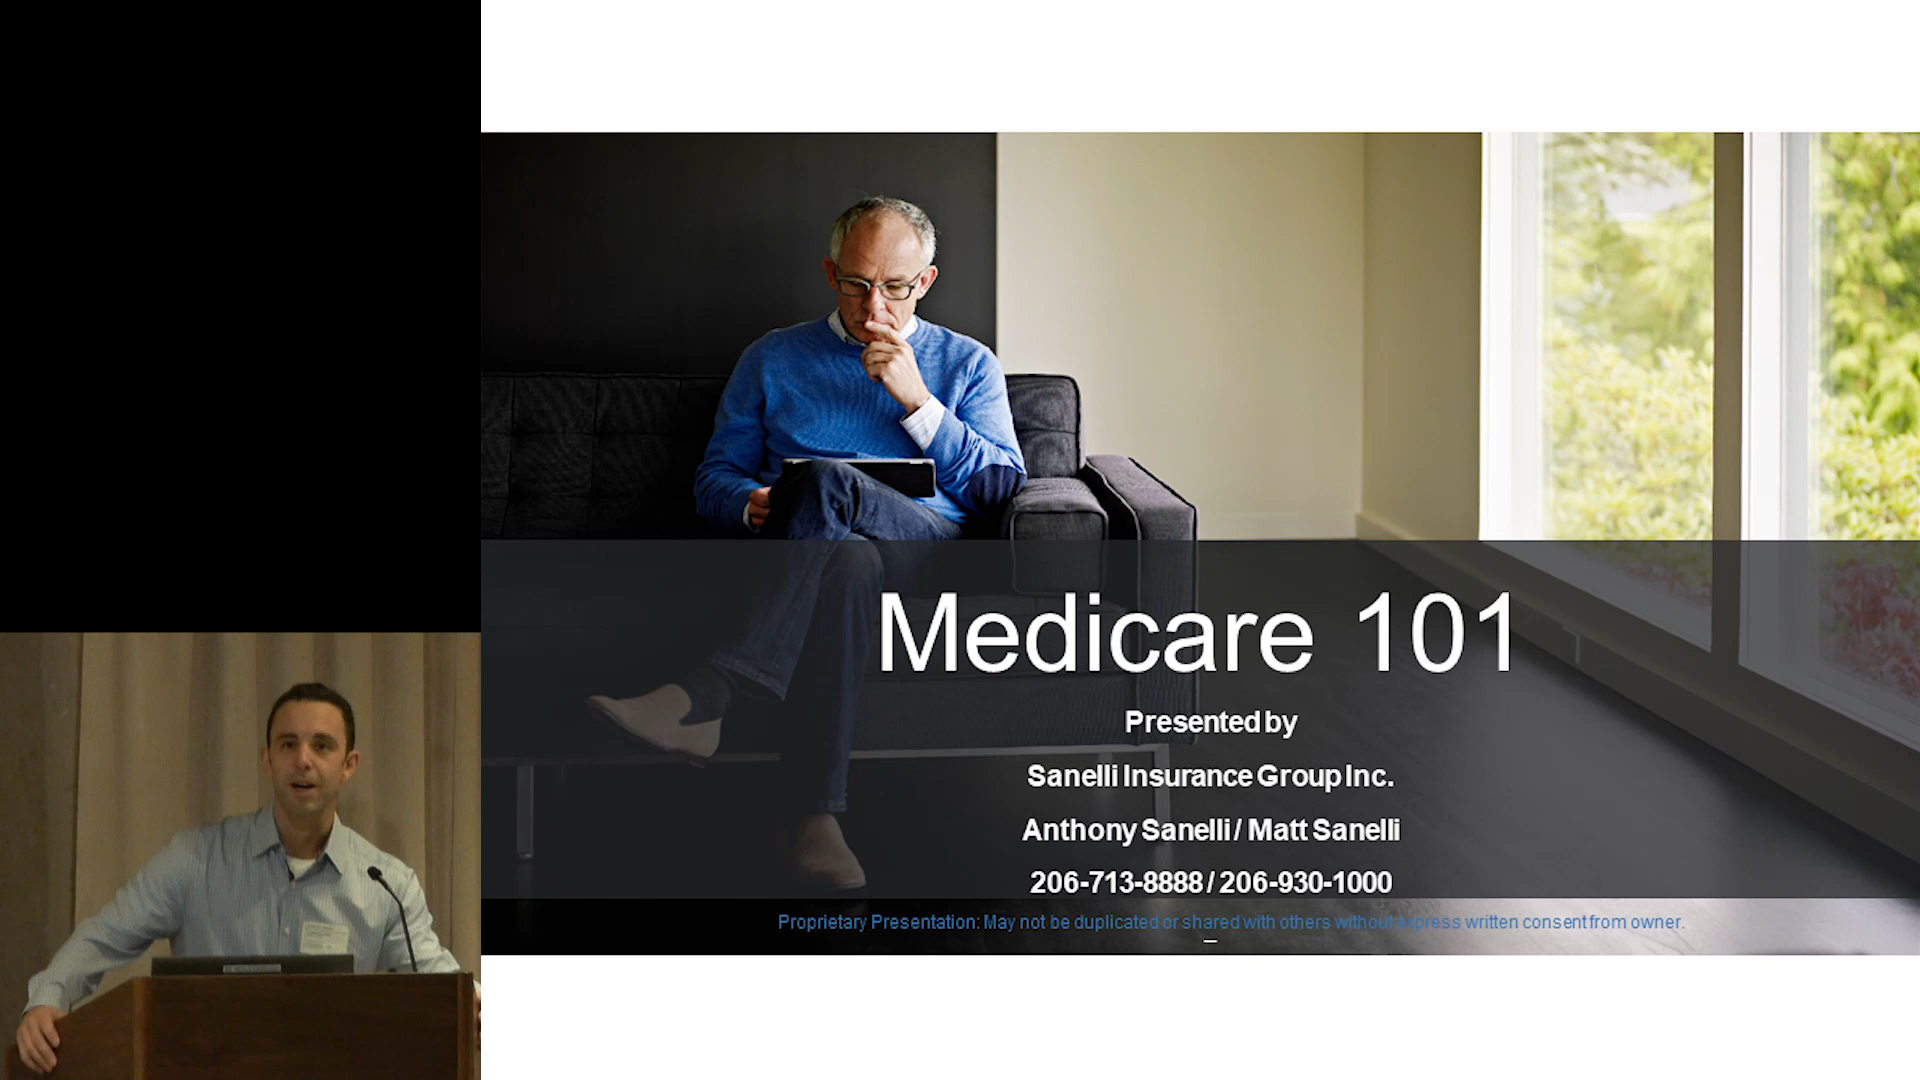 Medicare 101
Presented by
Sanelli Insurance Group Inc.
Anthony Sanelli / Matt Sanelli
206-713-8888 / 206-930-1000
Proprietary Presentation: May not be duplicated or shared with others without express written consent from owner.